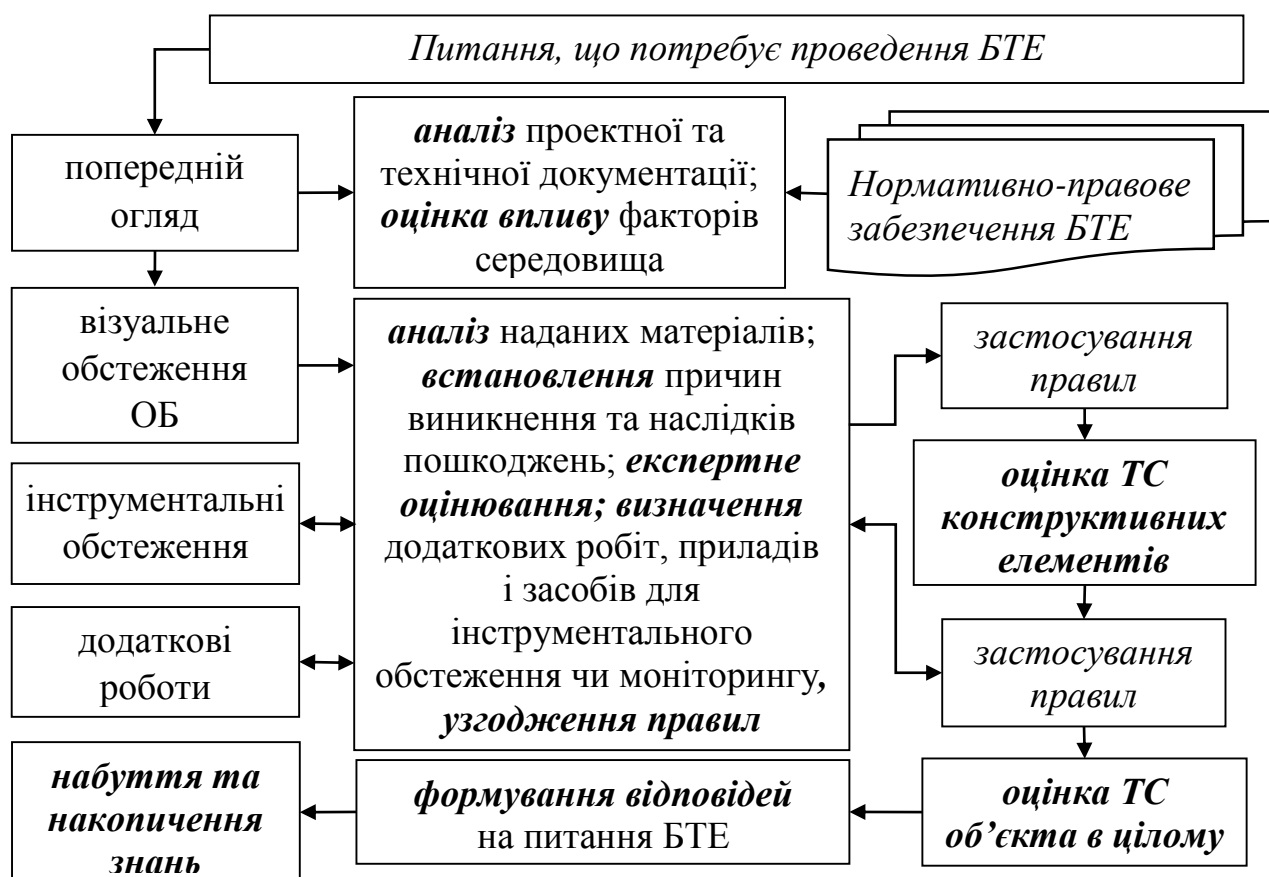 Питання, що потребує проведення БТЕ
попередній
огляд
аналіз проектної та
технічної документації;
оцінка впливу факторів
середовища
Нормативно-правове
забезпечення БТЕ
візуальне
обстеження
ОБ
аналіз наданих матеріалів;
встановлення причин
виникнення та наслідків
пошкоджень; експертне
оцінювання; визначення
додаткових робіт, приладів
і засобів для
інструментального
обстеження чи моніторингу,
узгодження правил
застосування
правил
оцінка ТС
конструктивних
елементів
інструментальні
обстеження
додаткові
роботи
застосування
правил
набуття та
накопичення
знань
формування відповідей
на питання БТЕ
оцінка ТС
об’єкта в цілому